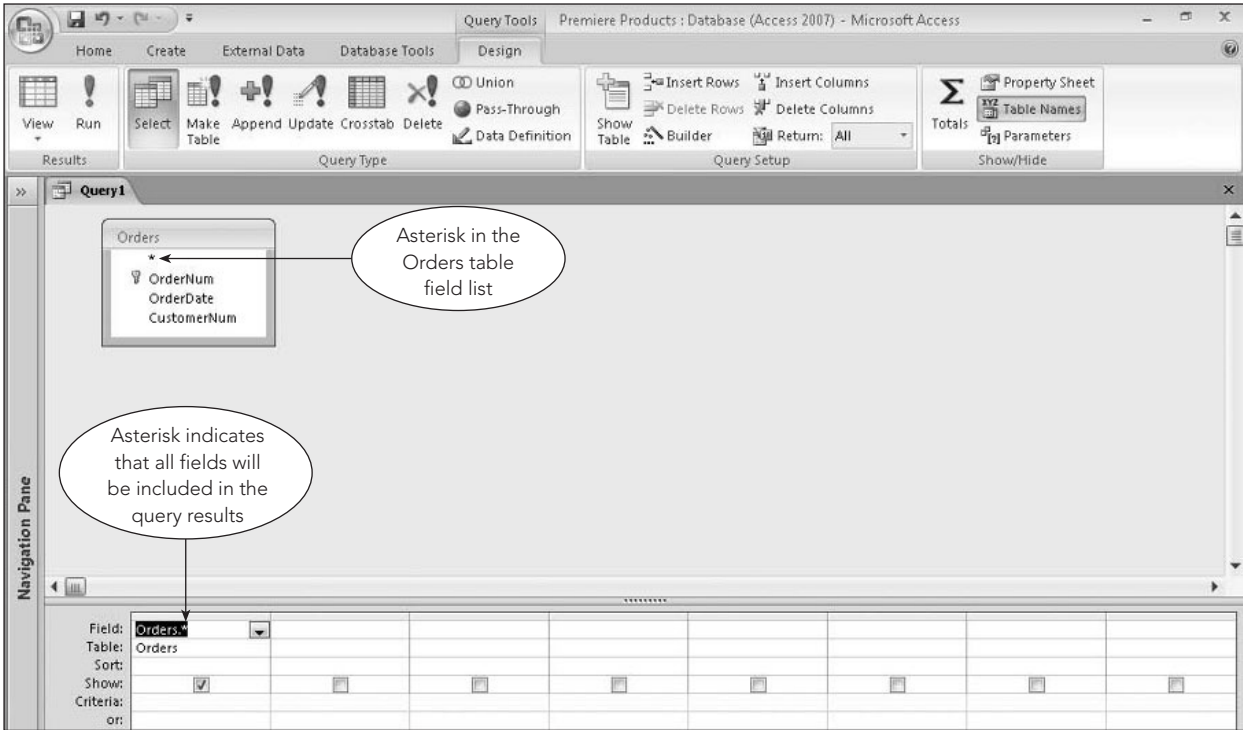 Query Tools Premiere Products : Database (Access 2007) - Microsoft Access
Home Create External Data Database Tools Design
View
Run
Select
Make Table
Append
Update
Crosstab
Delete
Union
Pass-Through
Data Definition
Show Table
Insert Rows
Delete Rows
Builder
Insert Columns
Delete Columns
Return: All
Totals
Property Sheet
Table Names
Parameters
Results Query Type Query Setup Show/Hide
Query1
Orders
*
OrderNum
OrderDate
CustomerNum
Asterisk in the
Orders table
field list
Asterisk indicates
that all fields will
be included in the
query results
Navigation Pane
Field: Orders.*
Table: Orders
Sort:
Show:
Criteria:
or: